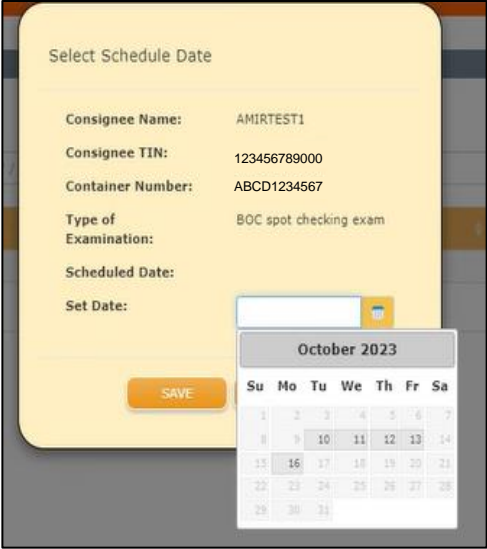 Select Schedule Date
Consignee Name: AMIRTEST1
Consignee TIN: 123456789000
Container Number: ABCD1234567
Type of Examination: BOC spot checking exam
Scheduled Date:
Set Date:
SAVE
October 2023
Su Mo Tu We Th Fr Sa
1 2 3 4 5 6 7
8 9 10 11 12 13 14
15 16 17 18 19 20 21
22 23 24 25 26 27 28
29 30 31